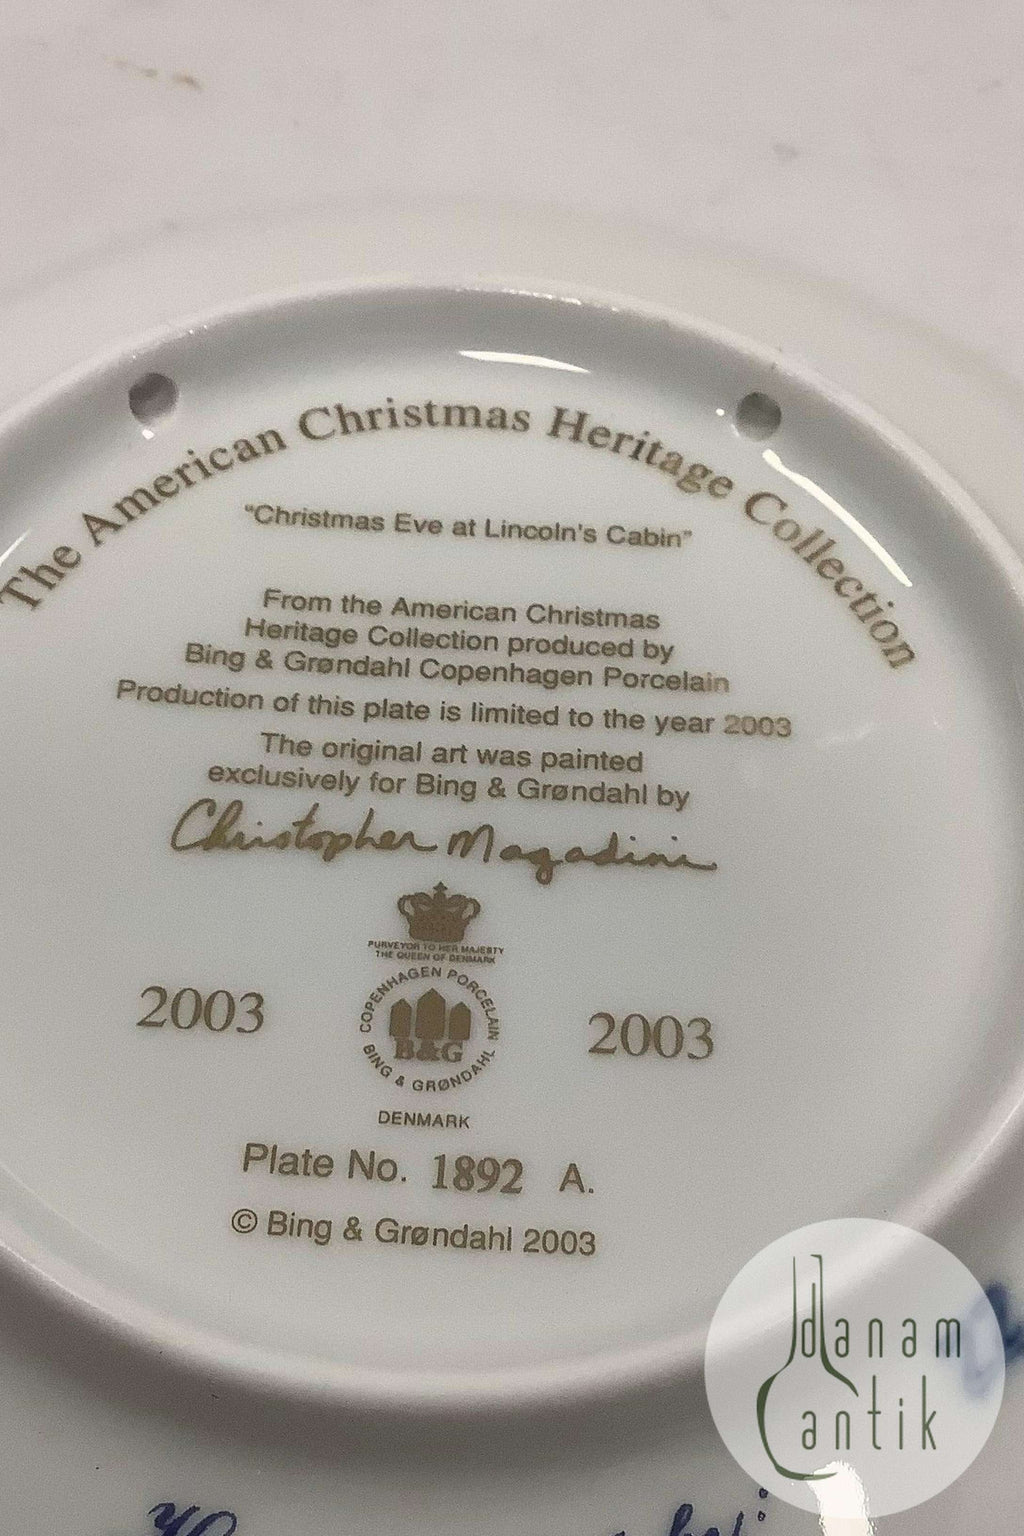 The American Christmas Heritage Collection
"Christmas Eve at Lincoln's Cabin"
From the American Christmas
Heritage Collection produced by
Bing & Grøndahl Copenhagen Porcelain
Production of this plate is limited to the year 2003
The original art was painted
exclusively for Bing & Grøndahl by
Christopher Magadini
PURVEYOR TO HER MAJESTY
THE QUEEN OF DENMARK
COPENHAGEN PORCELAIN
B&G
BING & GRØNDAHL
2003 2003
DENMARK
Plate No. 1892 A.
© Bing & Grøndahl 2003
danam
antik